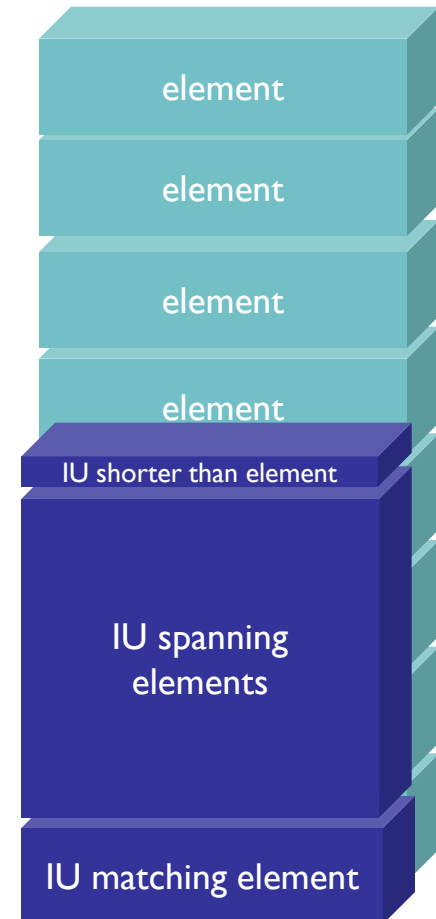 element
element
element
element
IU shorter than element
IU spanning
elements
IU matching element